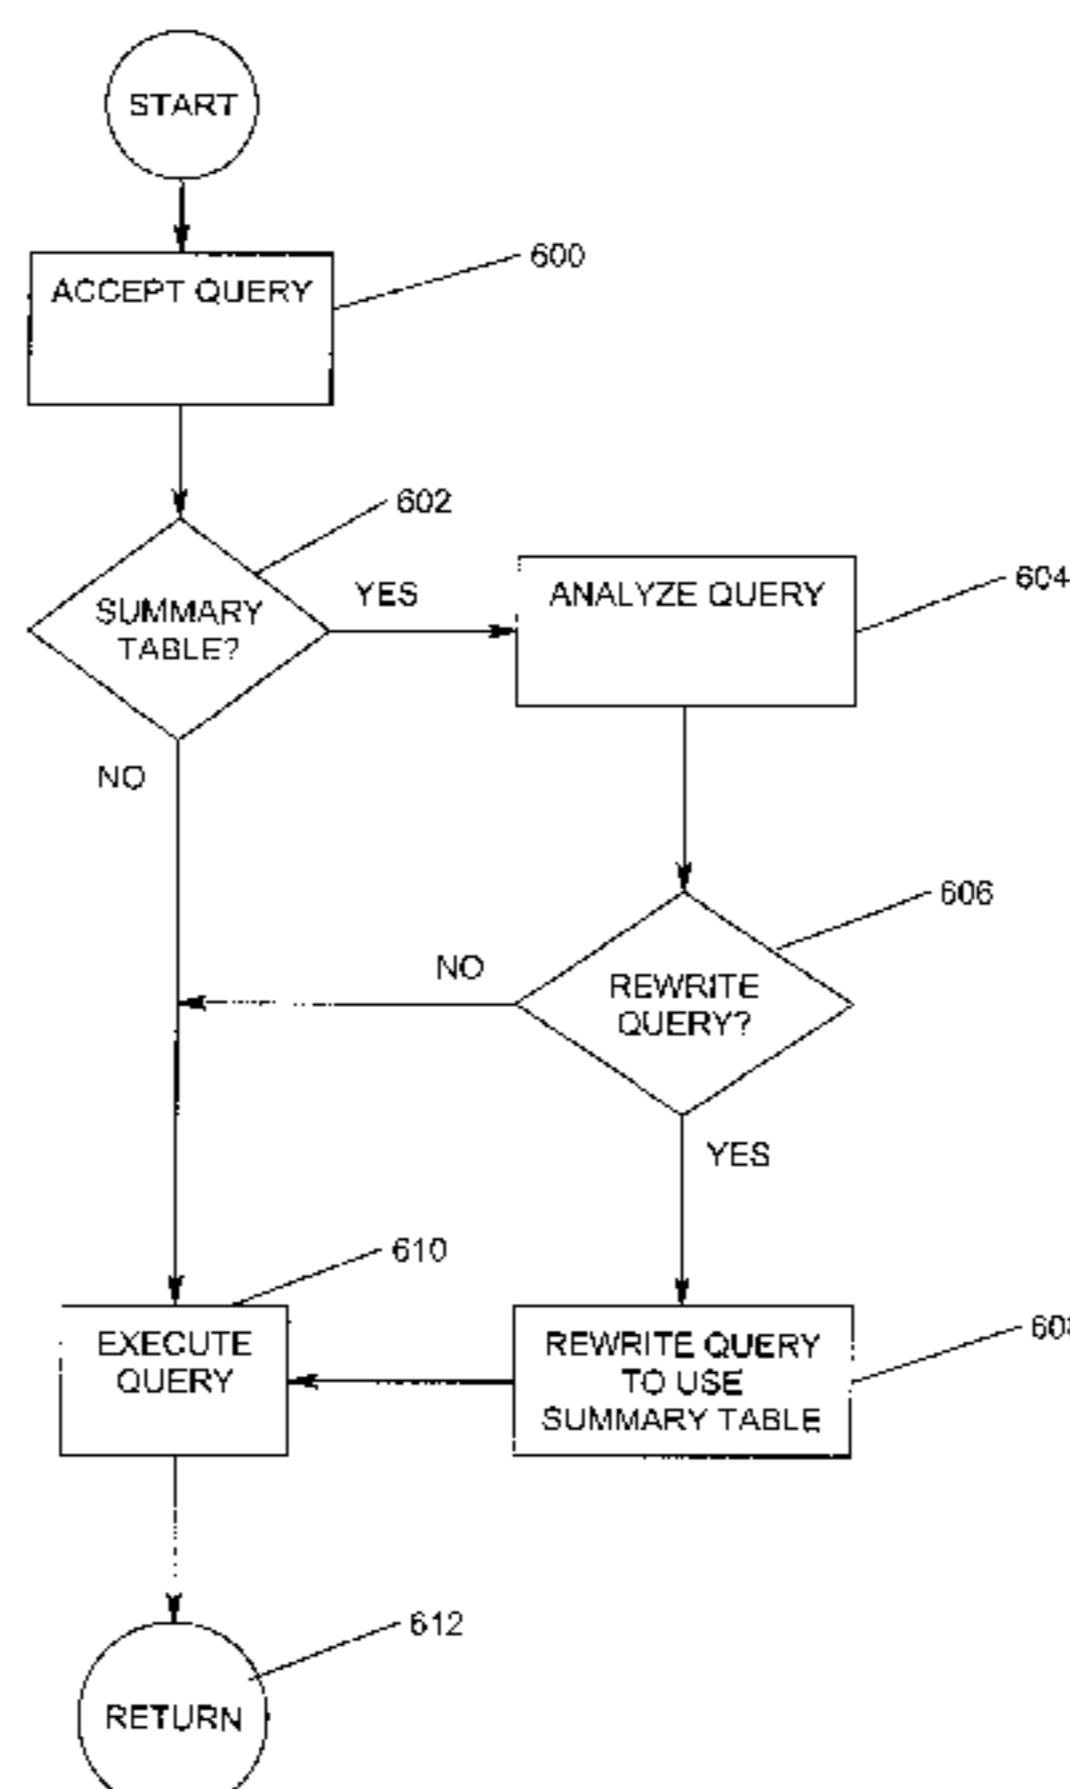 START
ACCEPT QUERY
600
602
SUMMARY
TABLE?
YES
ANALYZE QUERY
604
NO
606
NO
REWRITE
QUERY?
YES
610
EXECUTE
QUERY
REWRITE QUERY
TO USE
SUMMARY TABLE
612
RETURN